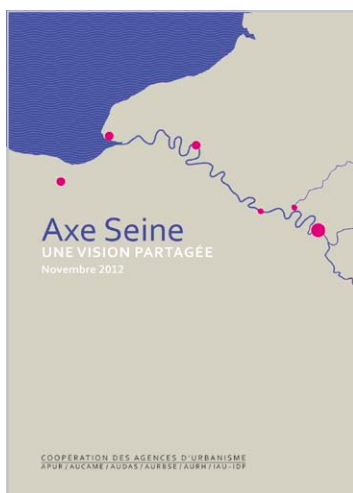 Axe Seine
UNE VISION PARTAGÉE
Novembre 2012
COOPÉRATION DES AGENCES D'URBANISME
APUR / AUCAME / AUDAS / AURBSE / AURH / IAU-IDF